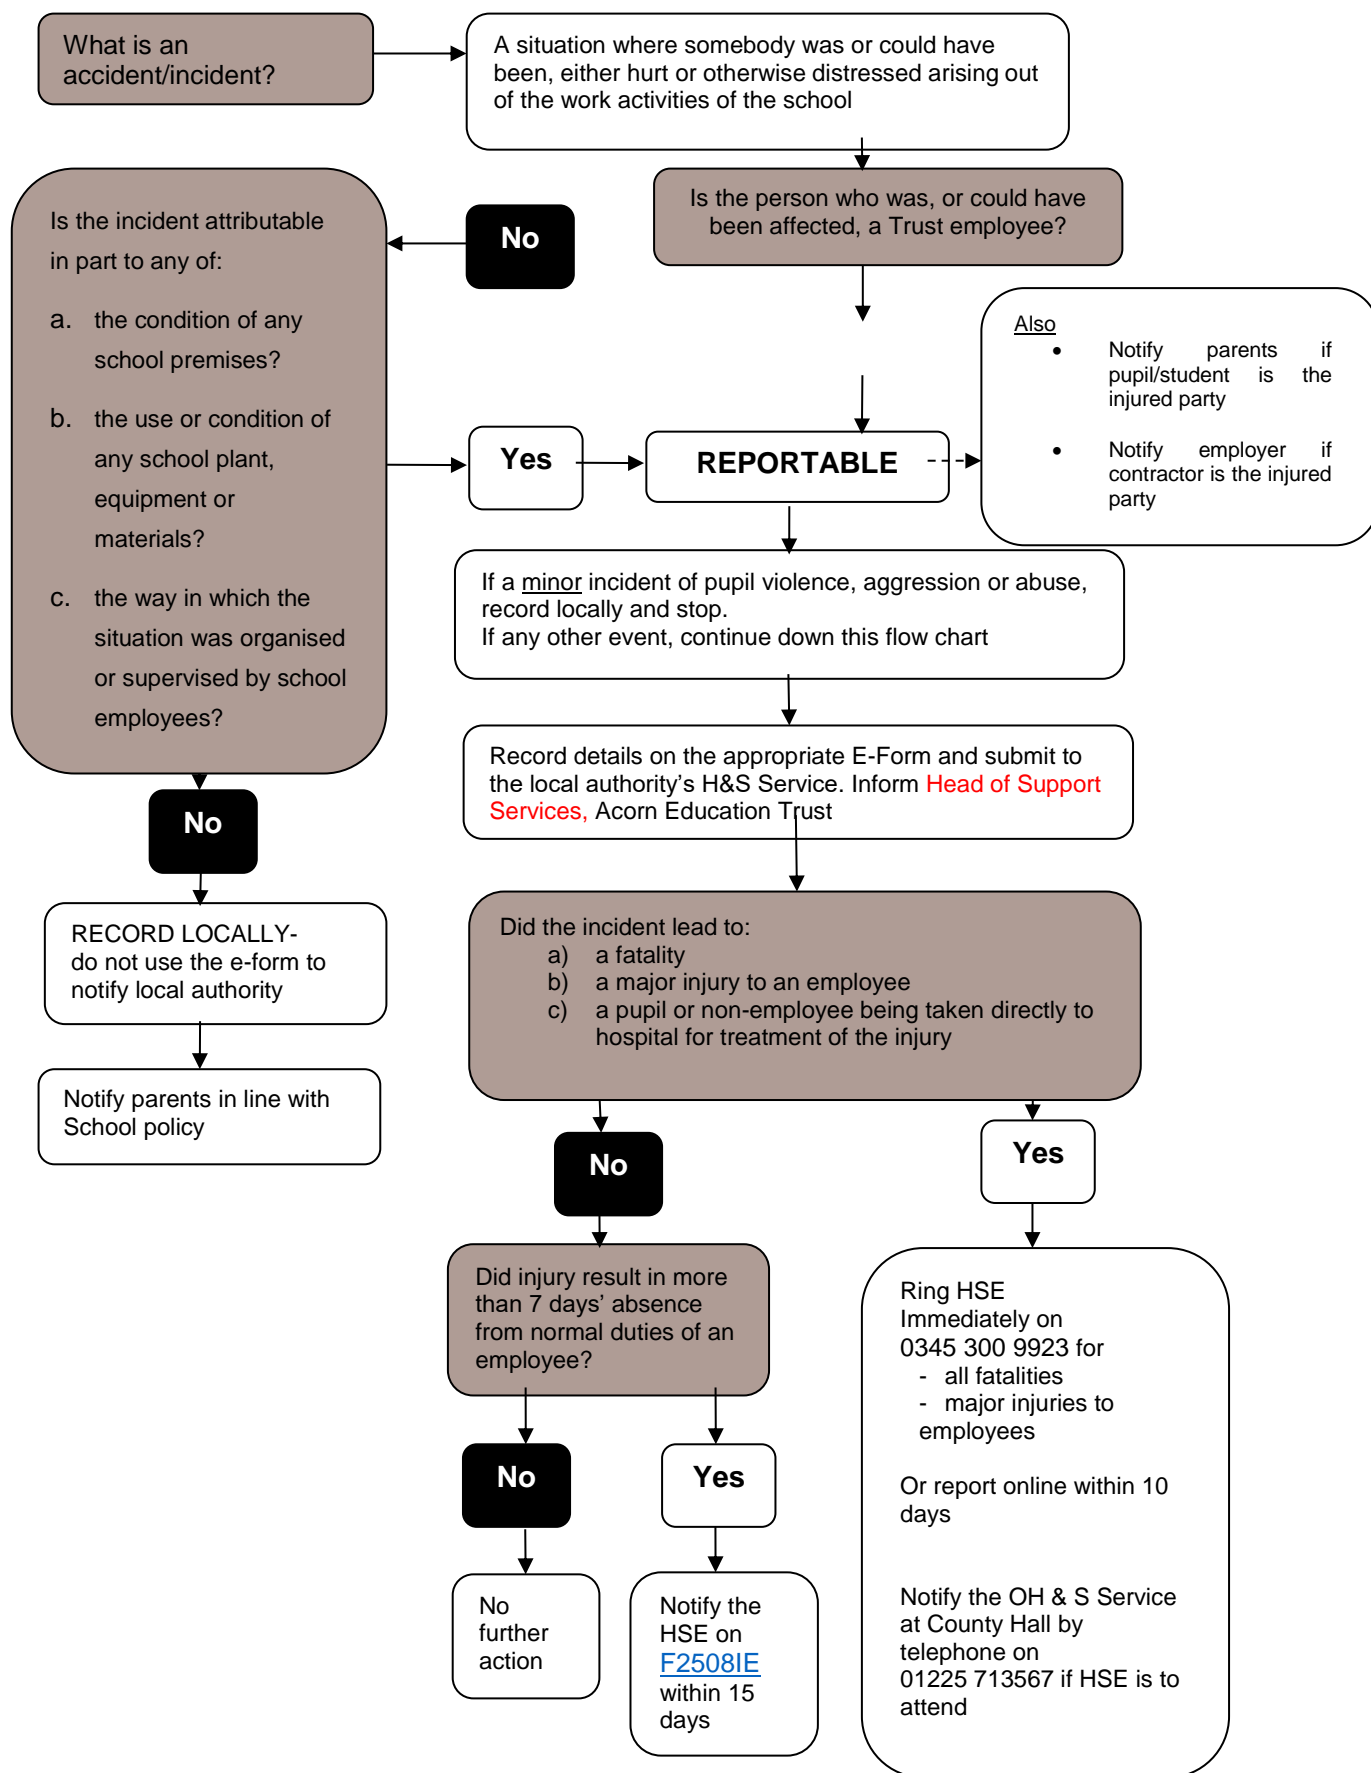 What is an
accident/incident?
A situation where somebody was or could have
been, either hurt or otherwise distressed arising out
of the work activities of the school
Is the person who was, or could have
been affected, a Trust employee?
No
Is the incident attributable
in part to any of:
a. the condition of any
school premises?
b. the use or condition of
any school plant,
equipment or
materials?
c. the way in which the
situation was organised
or supervised by school
employees?
Yes
REPORTABLE
Also
• Notify parents if
pupil/student is the
injured party
• Notify employer if
contractor is the injured
party
If a minor incident of pupil violence, aggression or abuse,
record locally and stop.
If any other event, continue down this flow chart
Record details on the appropriate E-Form and submit to
the local authority’s H&S Service. Inform Head of Support
Services, Acorn Education Trust
No
RECORD LOCALLY-
do not use the e-form to
notify local authority
Notify parents in line with
School policy
Did the incident lead to:
a) a fatality
b) a major injury to an employee
c) a pupil or non-employee being taken directly to
hospital for treatment of the injury
No
Yes
Did injury result in more
than 7 days’ absence
from normal duties of an
employee?
No
Yes
No
further
action
Notify the
HSE on
F2508IE
within 15
days
Ring HSE
Immediately on
0345 300 9923 for
- all fatalities
- major injuries to
employees
Or report online within 10
days
Notify the OH & S Service
at County Hall by
telephone on
01225 713567 if HSE is to
attend